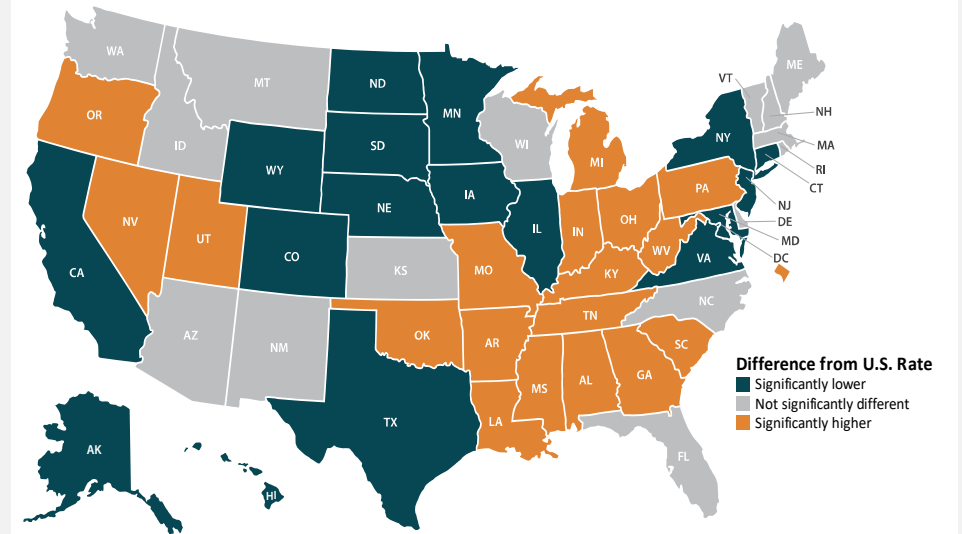 WA
MT
ND
MN
ME
VT
OR
ID
WI
NH
NY
MA
SD
MI
RI
WY
CT
IA
PA
NE
NJ
NV
IL
OH
DE
IN
UT
MD
CO
WV
VA
DC
CA
KS
MO
KY
NC
TN
AZ
OK
NM
AR
SC
Difference from U.S. Rate
MS
AL
GA
Significantly lower
Not significantly different
TX
LA
Significantly higher
AK
FL
HI